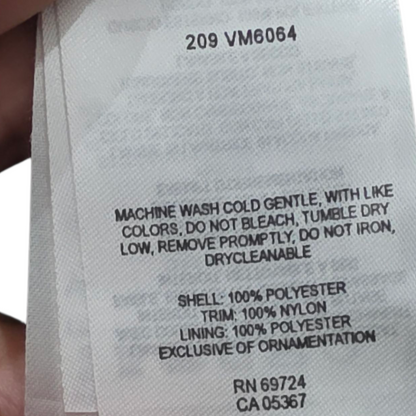 209 VM6064
MACHINE WASH COLD GENTLE, WITH LIKE
COLORS, DO NOT BLEACH, TUMBLE DRY
LOW, REMOVE PROMPTLY, DO NOT IRON,
DRYCLEANABLE
SHELL: 100% POLYESTER
TRIM: 100% NYLON
LINING: 100% POLYESTER
EXCLUSIVE OF ORNAMENTATION
RN 69724
CA 05367